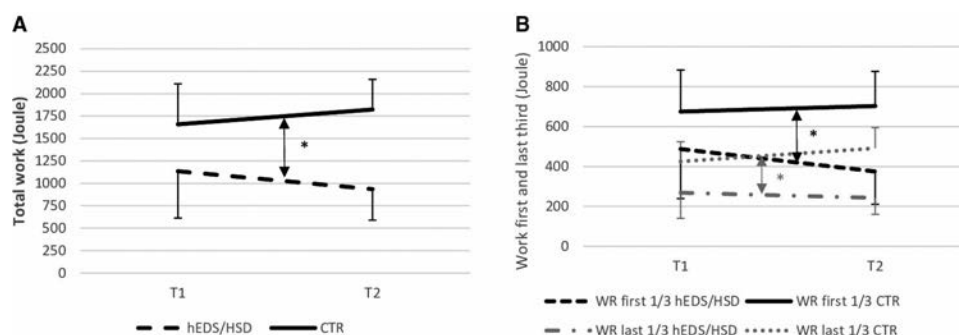 A
Total work (Joule)
2500
2250
2000
1750
1500
1250
1000
750
500
250
0
*
T1
T2
hEDS/HSD
CTR
B
Work first and last third (Joule)
1000
800
600
400
200
0
*
*
T1
T2
WR first 1/3 hEDS/HSD
WR first 1/3 CTR
WR last 1/3 hEDS/HSD
WR last 1/3 CTR